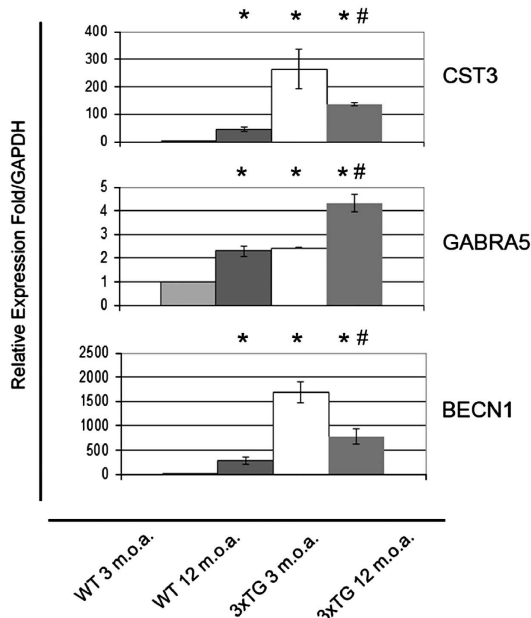 * * * #
400
300
200
100
0
CST3
* * * #
5
4
3
2
1
0
GABRA5
* * * #
2500
2000
1500
1000
500
0
BECN1
Relative Expression Fold/GAPDH
WT 3 m.o.a.
WT 12 m.o.a.
3xTG 3 m.o.a.
3xTG 12 m.o.a.